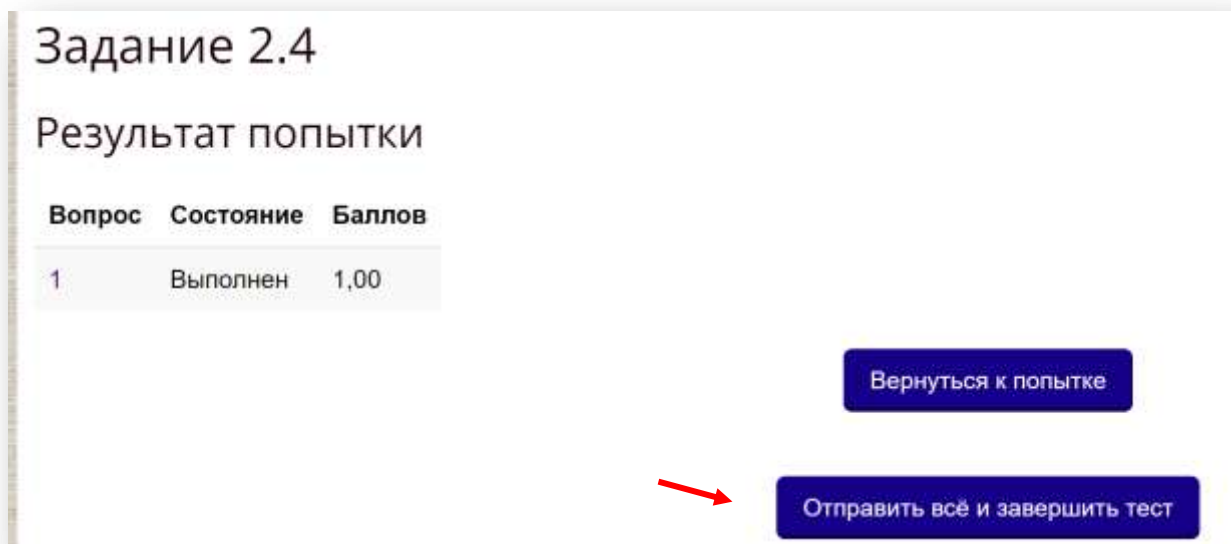 Задание 2.4
Результат попытки
Вопрос Состояние Баллов
1 Выполнен 1,00
Вернуться к попытке
Отправить всё и завершить тест